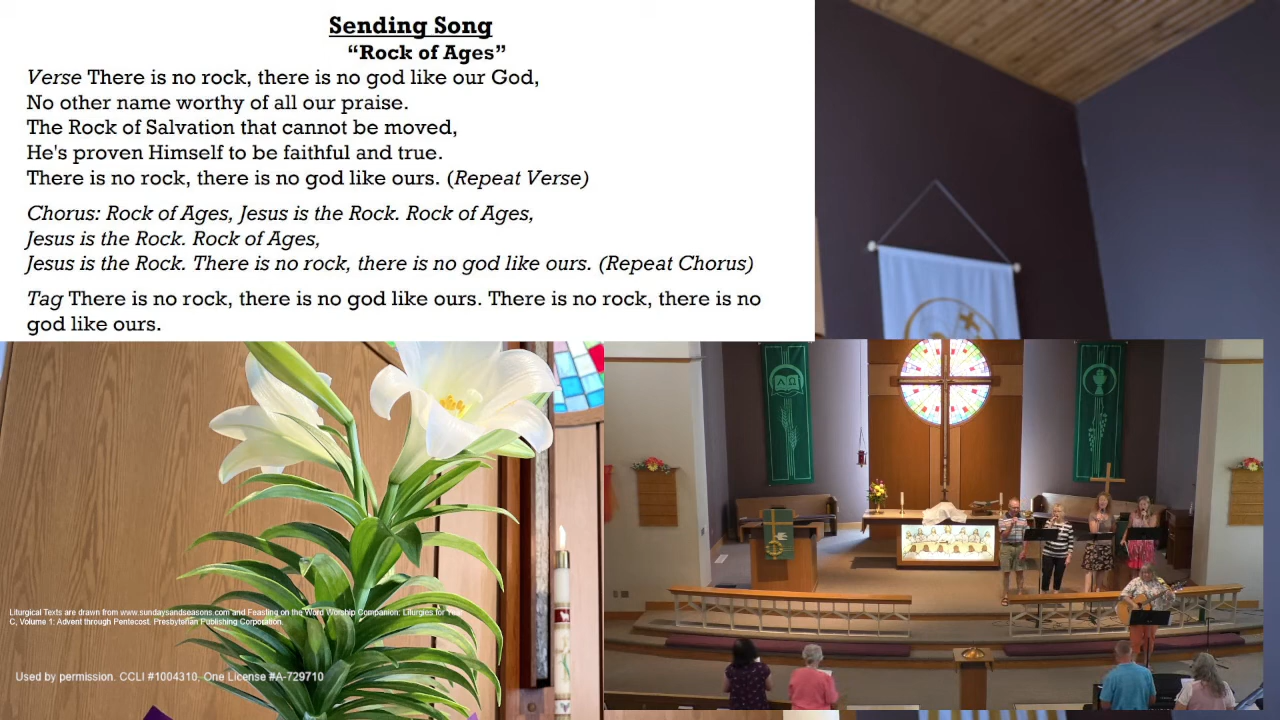 Sending Song
“Rock of Ages”
Verse There is no rock, there is no god like our God,
No other name worthy of all our praise.
The Rock of Salvation that cannot be moved,
He's proven Himself to be faithful and true.
There is no rock, there is no god like ours. (Repeat Verse)
Chorus: Rock of Ages, Jesus is the Rock. Rock of Ages,
Jesus is the Rock. Rock of Ages,
Jesus is the Rock. There is no rock, there is no god like ours. (Repeat Chorus)
Tag There is no rock, there is no god like ours. There is no rock, there is no
god like ours.
ΑΩ
Liturgical Texts are drawn from www.sundaysandseasons.com and Feasting on the Word Worship Companion: Liturgies for Year
C, Volume 1: Advent through Pentecost. Presbyterian Publishing Corporation.
Used by permission. CCLI #1004310, One License #A-729710